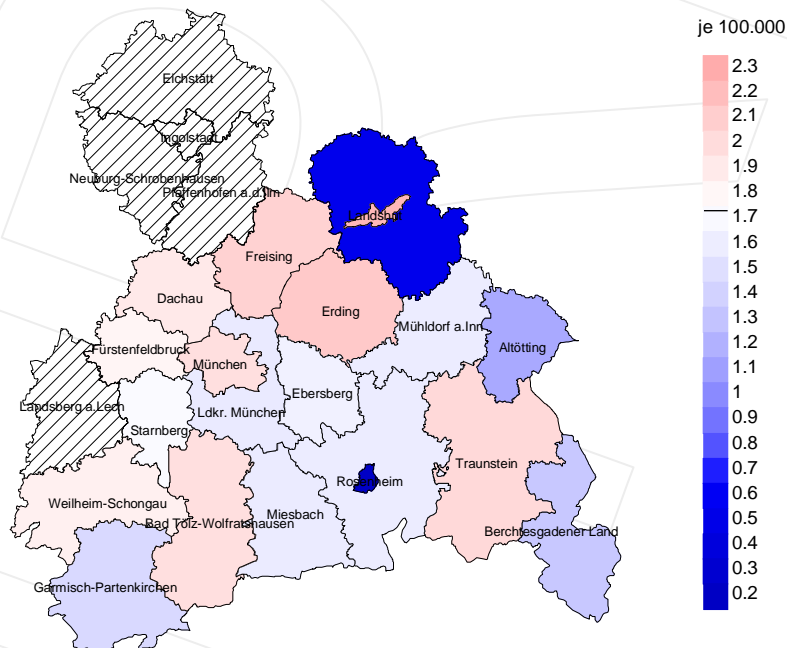 je 100.000
2.3
2.2
2.1
2
1.9
1.8
1.7
1.6
1.5
1.4
1.3
1.2
1.1
1
0.9
0.8
0.7
0.6
0.5
0.4
0.3
0.2
Eichstätt
Ingolstadt
Neuburg-Schrobenhausen
Pfaffenhofen a.d.Ilm
Landshut
Freising
Dachau
Erding
Mühldorf a.Inn
Altötting
Fürstenfeldbruck
München
Ebersberg
Landsberg a.Lech
Ldkr. München
Starnberg
Traunstein
Rosenheim
Weilheim-Schongau
Miesbach
Bad Tölz-Wolfratshausen
Berchtesgadener Land
Garmisch-Partenkirchen